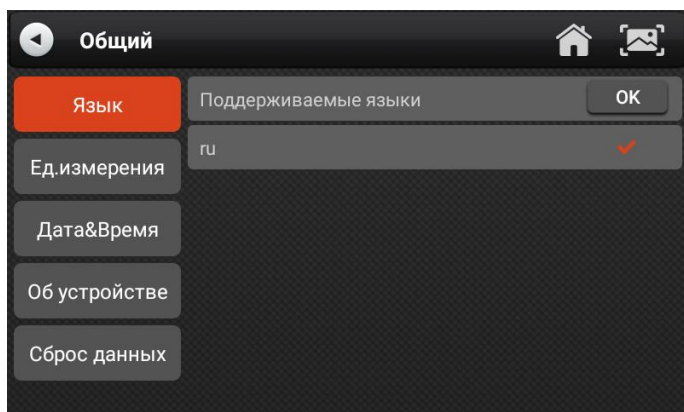 Общий
Язык
Поддерживаемые языки
OK
ru
Ед.измерения
Дата&Время
Об устройстве
Сброс данных